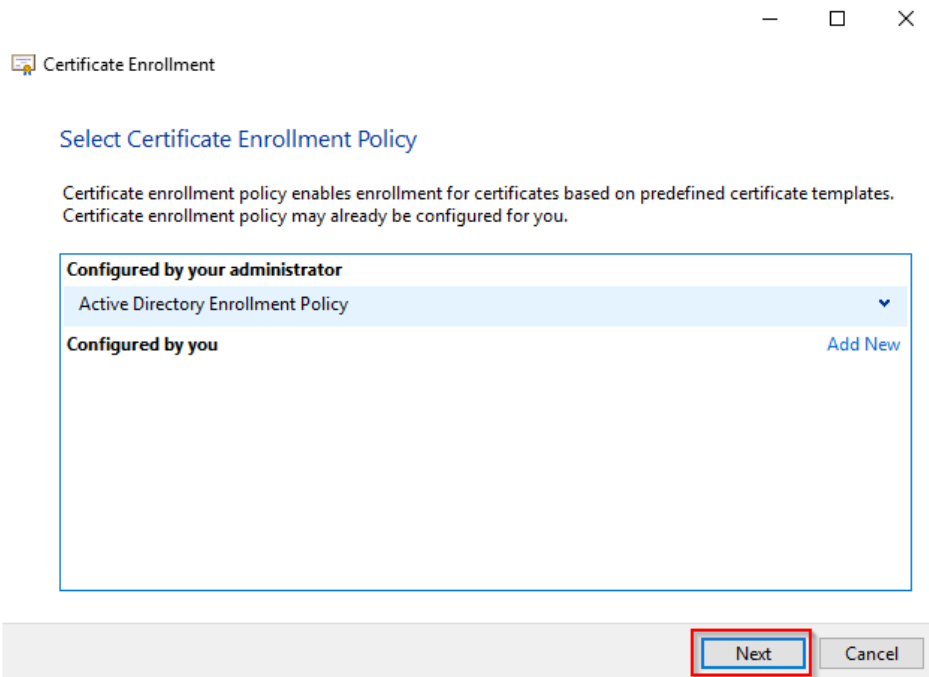 Certificate Enrollment
Select Certificate Enrollment Policy
Certificate enrollment policy enables enrollment for certificates based on predefined certificate templates.
Certificate enrollment policy may already be configured for you.
Configured by your administrator
Active Directory Enrollment Policy
Configured by you Add New
Next Cancel